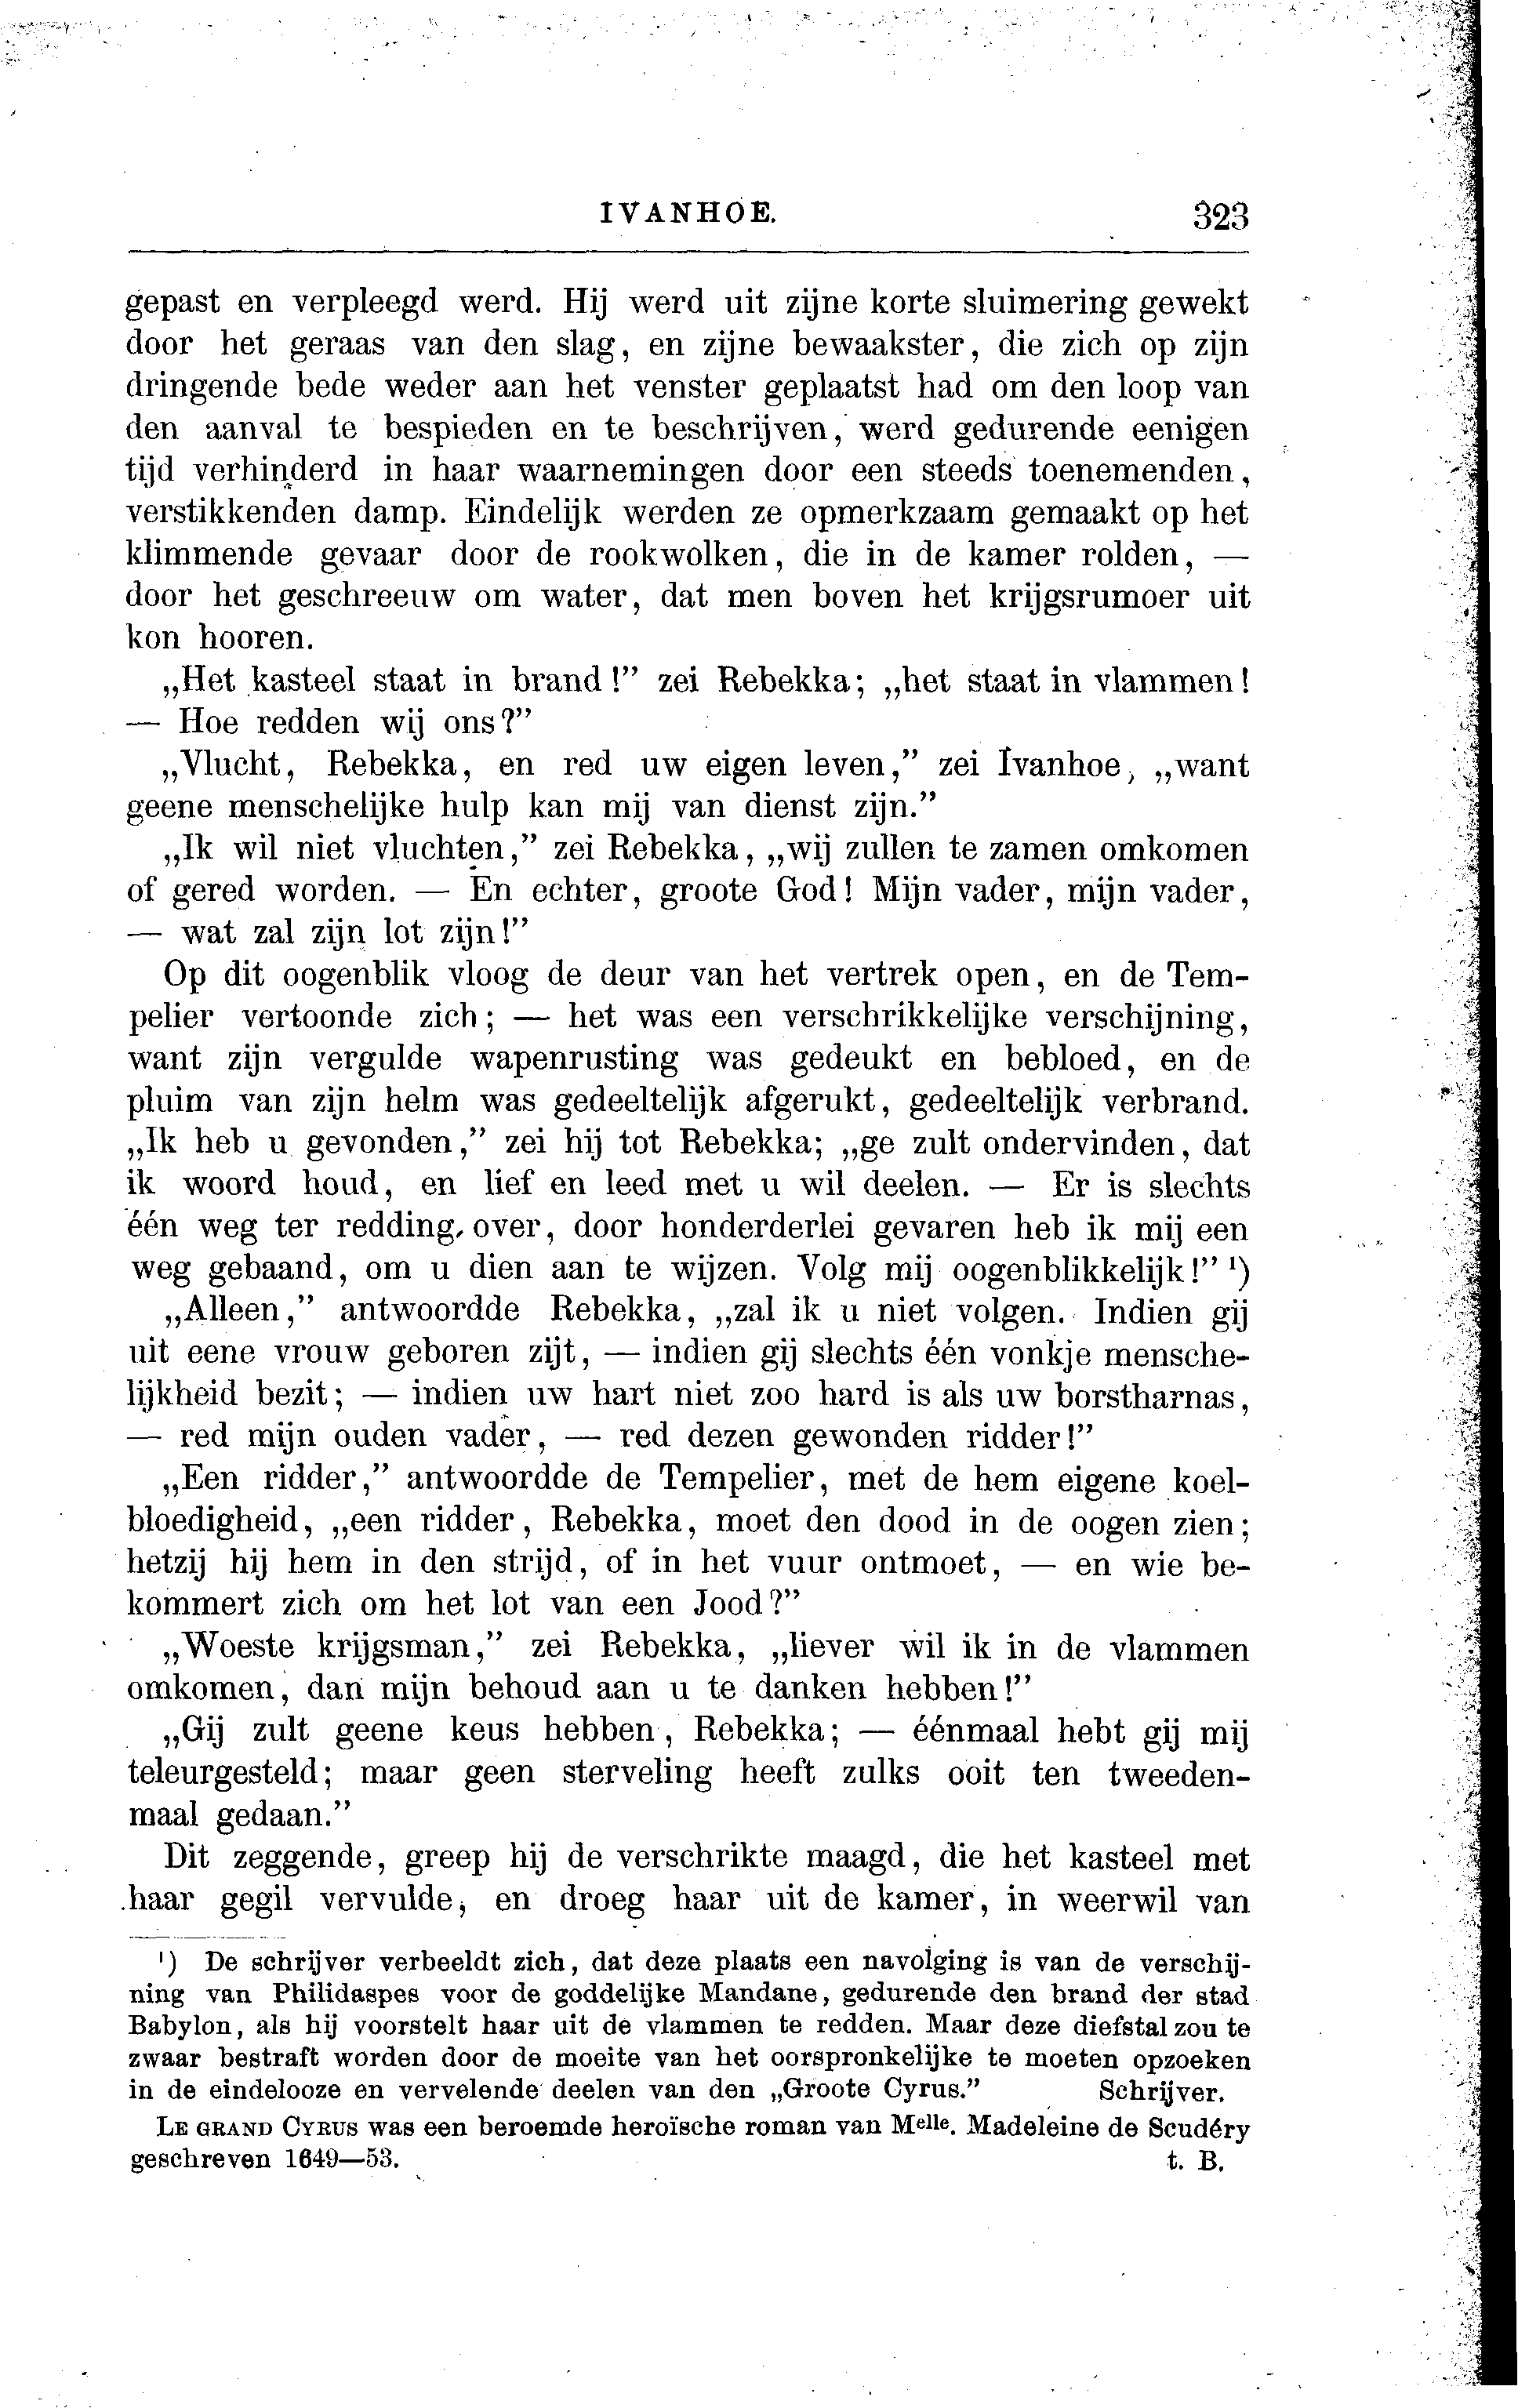 IVANHOE. 323
gepast en verpleegd werd. Hij werd uit zijne korte sluimering gewekt
door het geraas van den slag, en zijne bewaakster, die zich op zijn
dringende bede weder aan het venster geplaatst had om den loop van
den aanval te bespieden en te beschrijven, werd gedurende eenigen
tijd verhinderd in haar waarnemingen door een steeds toenemenden,
verstikkenden damp. Eindelijk werden ze opmerkzaam gemaakt op het
klimmende gevaar door de rookwolken, die in de kamer rolden, —
door het geschreeuw om water, dat men boven het krijgsrumoer uit
kon hooren.
„Het kasteel staat in brand!” zei Rebekka; „het staat in vlammen!
— Hoe redden wij ons?”
„Vlucht, Rebekka, en red uw eigen leven,” zei Ivanhoe, „want
geene menschelijke hulp kan mij van dienst zijn.”
„Ik wil niet vluchten,” zei Rebekka, „wij zullen te zamen omkomen
of gered worden. — En echter, groote God! Mijn vader, mijn vader,
— wat zal zijn lot zijn!”
Op dit oogenblik vloog de deur van het vertrek open, en de Tem-
pelier vertoonde zich; — het was een verschrikkelijke verschijning,
want zijn vergulde wapenrusting was gedeukt en bebloed, en de
pluim van zijn helm was gedeeltelijk afgerukt, gedeeltelijk verbrand.
„Ik heb u gevonden,” zei hij tot Rebekka; „ge zult ondervinden, dat
ik woord houd, en lief en leed met u wil deelen. — Er is slechts
één weg ter redding over, door honderderlei gevaren heb ik mij een
weg gebaand, om u dien aan te wijzen. Volg mij oogenblikkelijk!” ¹)
„Alleen,” antwoordde Rebekka, „zal ik u niet volgen. Indien gij
uit eene vrouw geboren zijt, — indien gij slechts één vonkje mensche-
lijkheid bezit; — indien uw hart niet zoo hard is als uw borstharnas,
— red mijn ouden vader, — red dezen gewonden ridder!”
„Een ridder,” antwoordde de Tempelier, met de hem eigene koel-
bloedigheid, „een ridder, Rebekka, moet den dood in de oogen zien;
hetzij hij hem in den strijd, of in het vuur ontmoet, — en wie be-
kommert zich om het lot van een Jood?”
„Woeste krijgsman,” zei Rebekka, „liever wil ik in de vlammen
omkomen, dan mijn behoud aan u te danken hebben!”
„Gij zult geene keus hebben, Rebekka; — éénmaal hebt gij mij
teleurgesteld; maar geen sterveling heeft zulks ooit ten tweeden-
maal gedaan.”
Dit zeggende, greep hij de verschrikte maagd, die het kasteel met
haar gegil vervulde, en droeg haar uit de kamer, in weerwil van
¹) De schrijver verbeeldt zich, dat deze plaats een navolging is van de verschij-
ning van Philidaspes voor de goddelijke Mandane, gedurende den brand der stad
Babylon, als hij voorstelt haar uit de vlammen te redden. Maar deze diefstal zou te
zwaar bestraft worden door de moeite van het oorspronkelijke te moeten opzoeken
in de eindelooze en vervelende deelen van den „Groote Cyrus.” Schrijver.
LE GRAND CYRUS was een beroemde heroïsche roman van Melle. Madeleine de Scudéry
geschreven 1649—53. t. B.